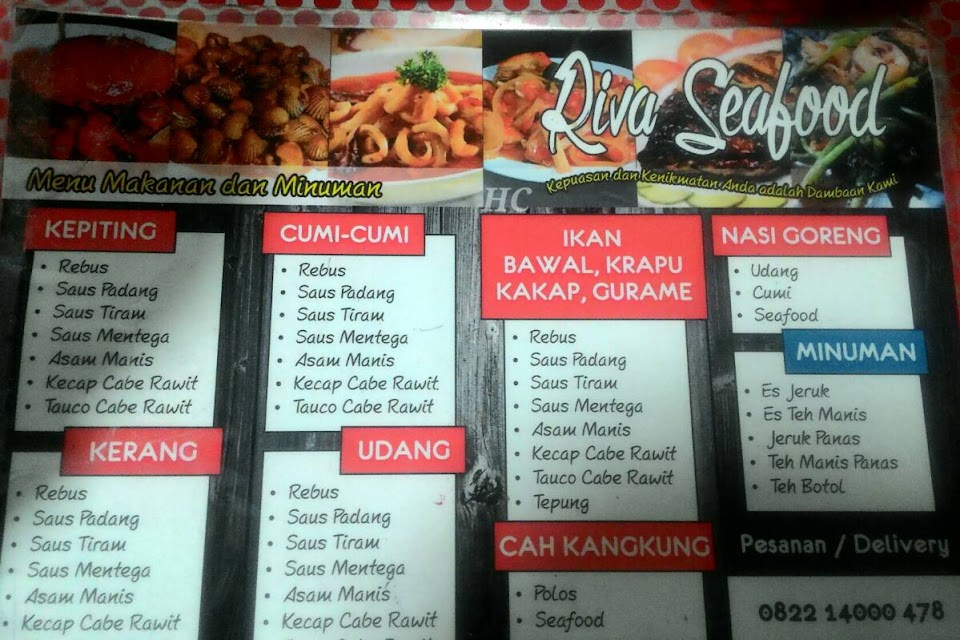 Riva Seafood
Menu Makanan dan Minuman
Kepuasan dan Kenikmatan Anda adalah Dambaan Kami
HC
KEPITING
• Rebus
• Saus Padang
• Saus Tiram
• Saus Mentega
• Asam Manis
• Kecap Cabe Rawit
• Tauco Cabe Rawit
KERANG
• Rebus
• Saus Padang
• Saus Tiram
• Saus Mentega
• Asam Manis
• Kecap Cabe Rawit
CUMI-CUMI
• Rebus
• Saus Padang
• Saus Tiram
• Saus Mentega
• Asam Manis
• Kecap Cabe Rawit
• Tauco Cabe Rawit
UDANG
• Rebus
• Saus Padang
• Saus Tiram
• Saus Mentega
• Asam Manis
• Kecap Cabe Rawit
IKAN
BAWAL, KRAPU
KAKAP, GURAME
• Rebus
• Saus Padang
• Saus Tiram
• Saus Mentega
• Asam Manis
• Kecap Cabe Rawit
• Tauco Cabe Rawit
• Tepung
CAH KANGKUNG
• Polos
• Seafood
NASI GORENG
• Udang
• Cumi
• Seafood
MINUMAN
• Es Jeruk
• Es Teh Manis
• Jeruk Panas
• Teh Manis Panas
• Teh Botol
Pesanan / Delivery
0822 14000 478